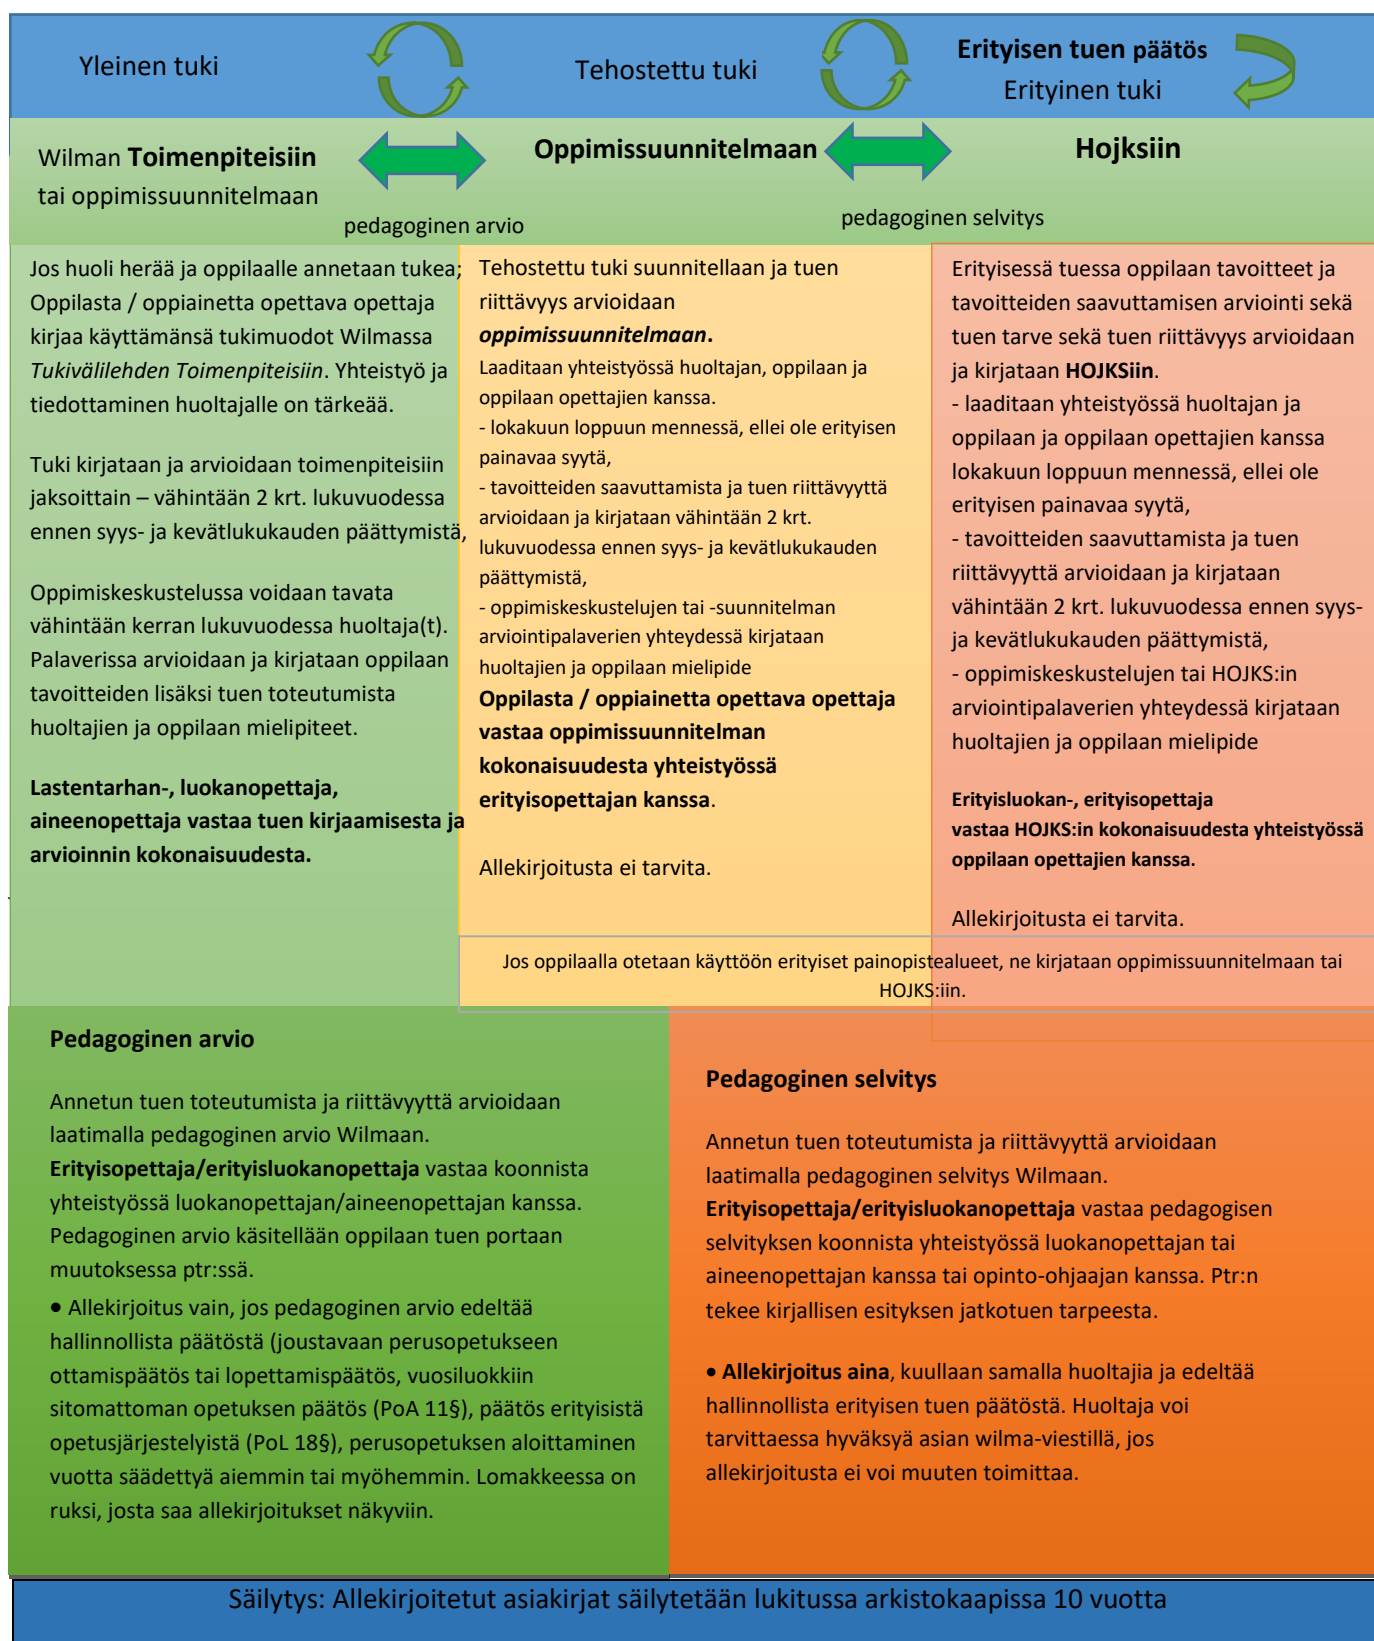 Yleinen tuki
Tehostettu tuki
Erityisen tuen päätös
Erityinen tuki
Wilman Toimenpiteisiin
tai oppimissuunnitelmaan
pedagoginen arvio
Oppimissuunnitelmaan
pedagoginen selvitys
Hojksiin
Jos huoli herää ja oppilaalle annetaan tukea;
Oppilasta / oppiainetta opettava opettaja
kirjaa käyttämänsä tukimuodot Wilmassa
Tukivälilehden Toimenpiteisiin. Yhteistyö ja
tiedottaminen huoltajalle on tärkeää.
Tuki kirjataan ja arvioidaan toimenpiteisiin
jaksoittain – vähintään 2 krt. lukuvuodessa
ennen syys- ja kevätlukukauden päättymistä,
Oppimiskeskustelussa voidaan tavata
vähintään kerran lukuvuodessa huoltaja(t).
Palaverissa arvioidaan ja kirjataan oppilaan
tavoitteiden lisäksi tuen toteutumista
huoltajien ja oppilaan mielipiteet.
Lastentarhan-, luokanopettaja,
aineenopettaja vastaa tuen kirjaamisesta ja
arvioinnin kokonaisuudesta.
Tehostettu tuki suunnitellaan ja tuen
riittävyys arvioidaan
oppimissuunnitelmaan.
Laaditaan yhteistyössä huoltajan, oppilaan ja
oppilaan opettajien kanssa.
- lokakuun loppuun mennessä, ellei ole erityisen
painavaa syytä,
- tavoitteiden saavuttamista ja tuen riittävyyttä
arvioidaan ja kirjataan vähintään 2 krt.
lukuvuodessa ennen syys- ja kevätlukukauden
päättymistä,
- oppimiskeskustelujen tai -suunnitelman
arviointipalaverien yhteydessä kirjataan
huoltajien ja oppilaan mielipide
Oppilasta / oppiainetta opettava opettaja
vastaa oppimissuunnitelman
kokonaisuudesta yhteistyössä
erityisopettajan kanssa.
Allekirjoitusta ei tarvita.
Erityisessä tuessa oppilaan tavoitteet ja
tavoitteiden saavuttamisen arviointi sekä
tuen tarve sekä tuen riittävyys arvioidaan
ja kirjataan HOJKSiin.
- laaditaan yhteistyössä huoltajan ja
oppilaan ja oppilaan opettajien kanssa
lokakuun loppuun mennessä, ellei ole
erityisen painavaa syytä,
- tavoitteiden saavuttamista ja tuen
riittävyyttä arvioidaan ja kirjataan
vähintään 2 krt. lukuvuodessa ennen syys-
ja kevätlukukauden päättymistä,
- oppimiskeskustelujen tai HOJKS:in
arviointipalaverien yhteydessä kirjataan
huoltajien ja oppilaan mielipide
Erityisluokan-, erityisopettaja
vastaa HOJKS:in kokonaisuudesta yhteistyössä
oppilaan opettajien kanssa.
Allekirjoitusta ei tarvita.
Jos oppilaalla otetaan käyttöön erityiset painopistealueet, ne kirjataan oppimissuunnitelmaan tai
HOJKS:iin.
Pedagoginen arvio
Annetun tuen toteutumista ja riittävyyttä arvioidaan
laatimalla pedagoginen arvio Wilmaan.
Erityisopettaja/erityisluokanopettaja vastaa koonnista
yhteistyössä luokanopettajan/aineenopettajan kanssa.
Pedagoginen arvio käsitellään oppilaan tuen portaan
muutoksessa ptr:ssä.
• Allekirjoitus vain, jos pedagoginen arvio edeltää
hallinnollista päätöstä (joustavaan perusopetukseen
ottamispäätös tai lopettamispäätös, vuosiluokkiin
sitomattoman opetuksen päätös (PoA 11§), päätös erityisistä
opetusjärjestelyistä (PoL 18§), perusopetuksen aloittaminen
vuotta säädettyä aiemmin tai myöhemmin. Lomakkeessa on
ruksi, josta saa allekirjoitukset näkyviin.
Pedagoginen selvitys
Annetun tuen toteutumista ja riittävyyttä arvioidaan
laatimalla pedagoginen selvitys Wilmaan.
Erityisopettaja/erityisluokanopettaja vastaa pedagogisen
selvityksen koonnista yhteistyössä luokanopettajan tai
aineenopettajan kanssa tai opinto-ohjaajan kanssa. Ptr:n
tekee kirjallisen esityksen jatkotuen tarpeesta.
• Allekirjoitus aina, kuullaan samalla huoltajia ja edeltää
hallinnollista erityisen tuen päätöstä. Huoltaja voi
tarvittaessa hyväksyä asian wilma-viestillä, jos
allekirjoitusta ei voi muuten toimittaa.
Säilytys: Allekirjoitetut asiakirjat säilytetään lukitussa arkistokaapissa 10 vuotta